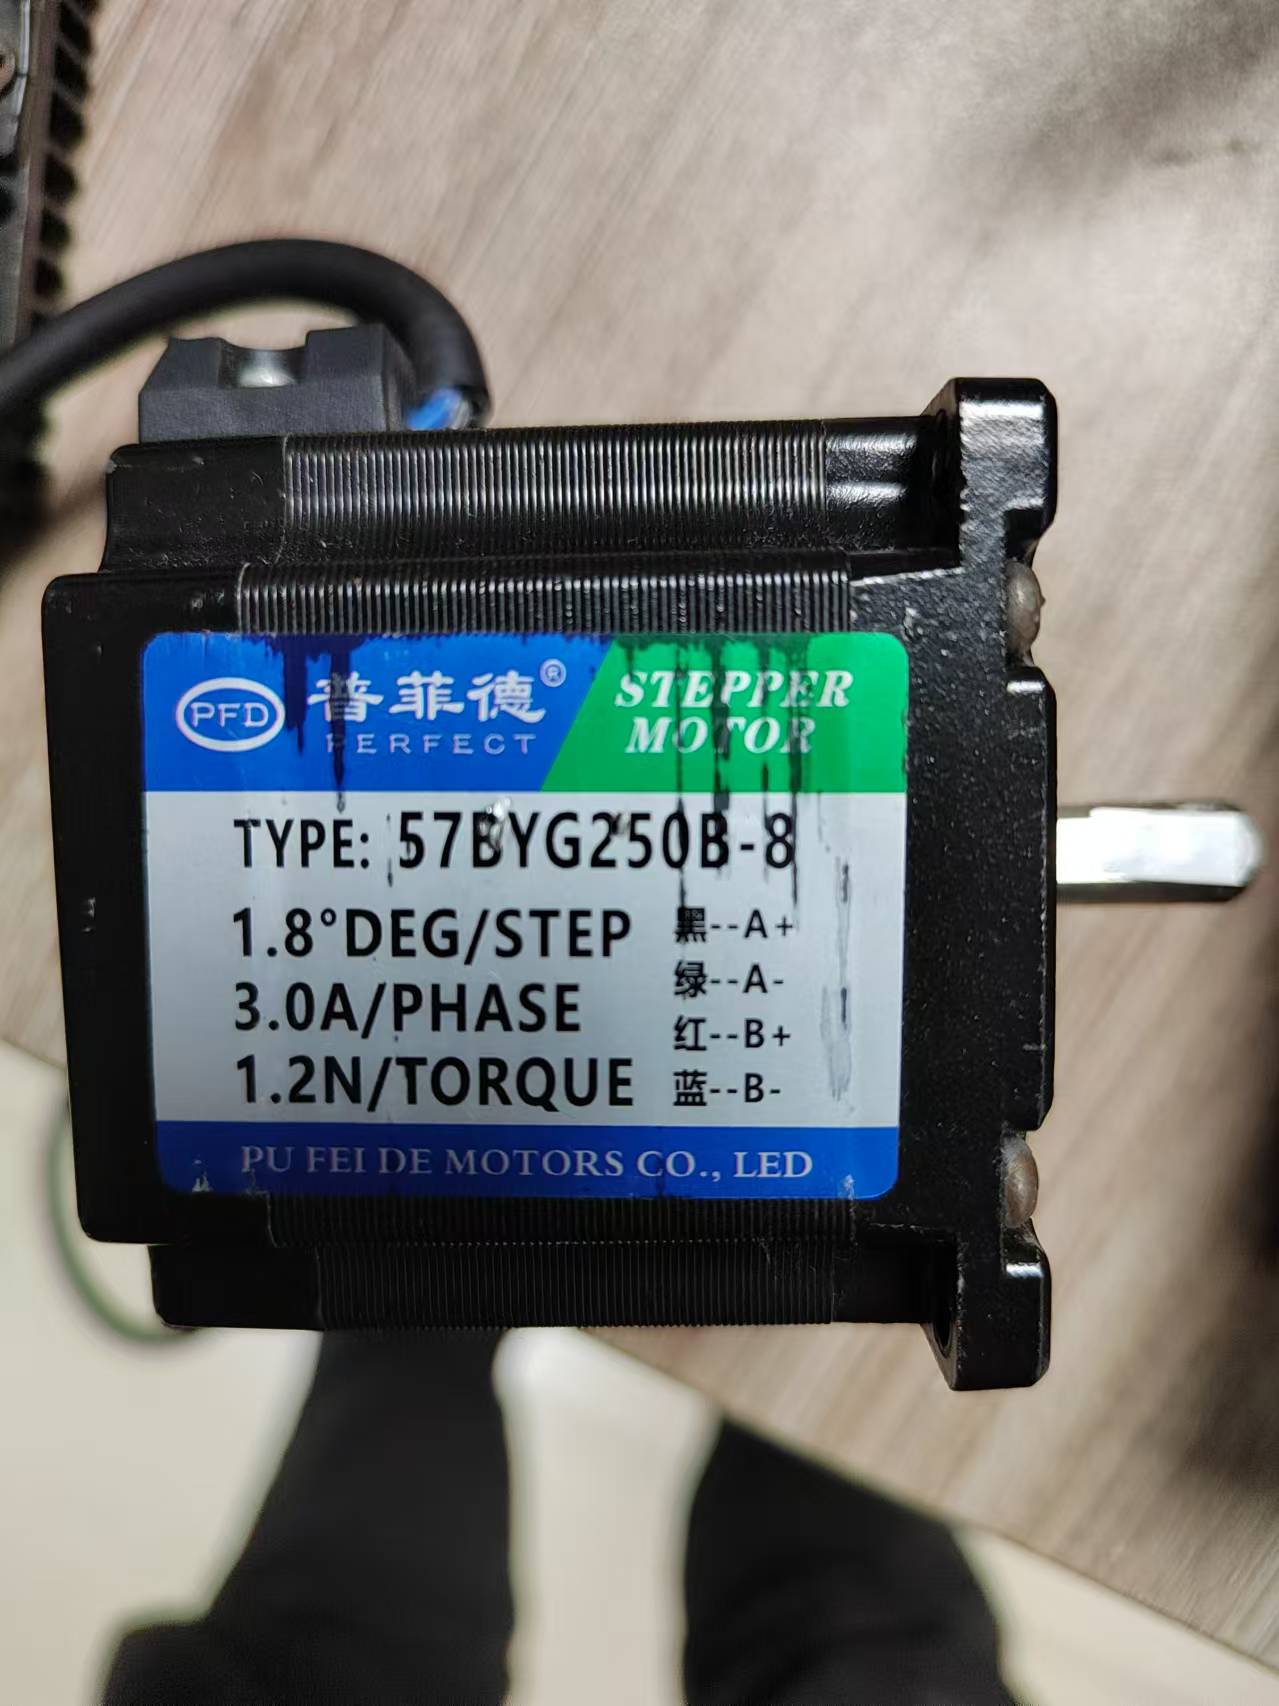 PFD 普菲德® STEPPER
PERFECT MOTOR
TYPE: 57BYG250B-8
1.8°DEG/STEP 黑--A+
绿--A-
3.0A/PHASE 红--B+
1.2N/TORQUE 蓝--B-
PU FEI DE MOTORS CO., LED